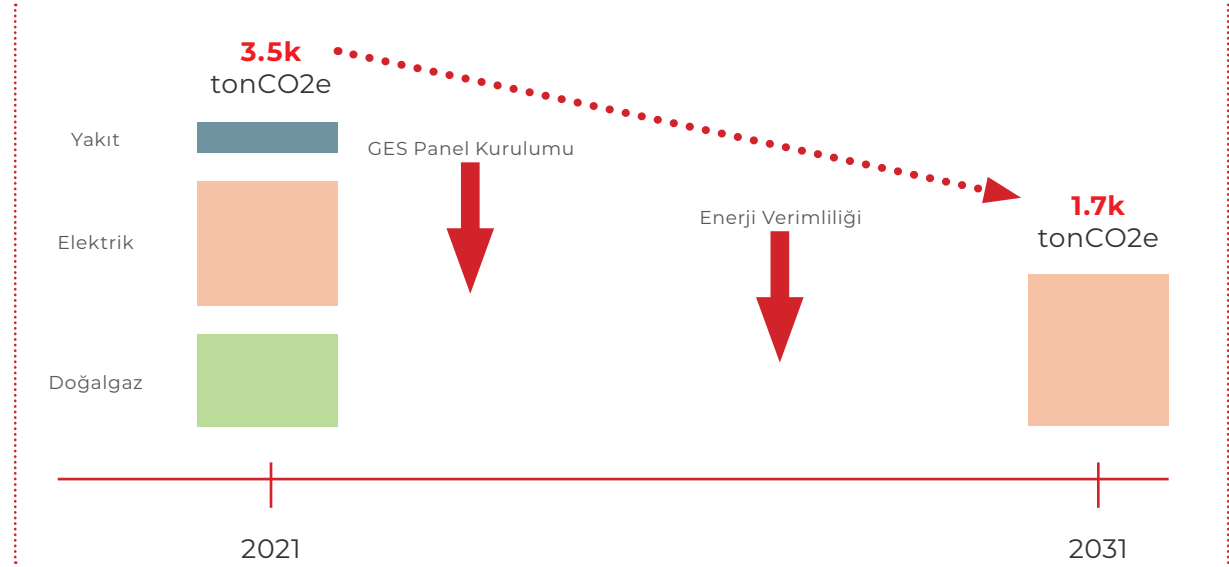 3.5k
tonCO2e
Yakıt
GES Panel Kurulumu
Elektrik
Enerji Verimliliği
1.7k
tonCO2e
Doğalgaz
2021
2031